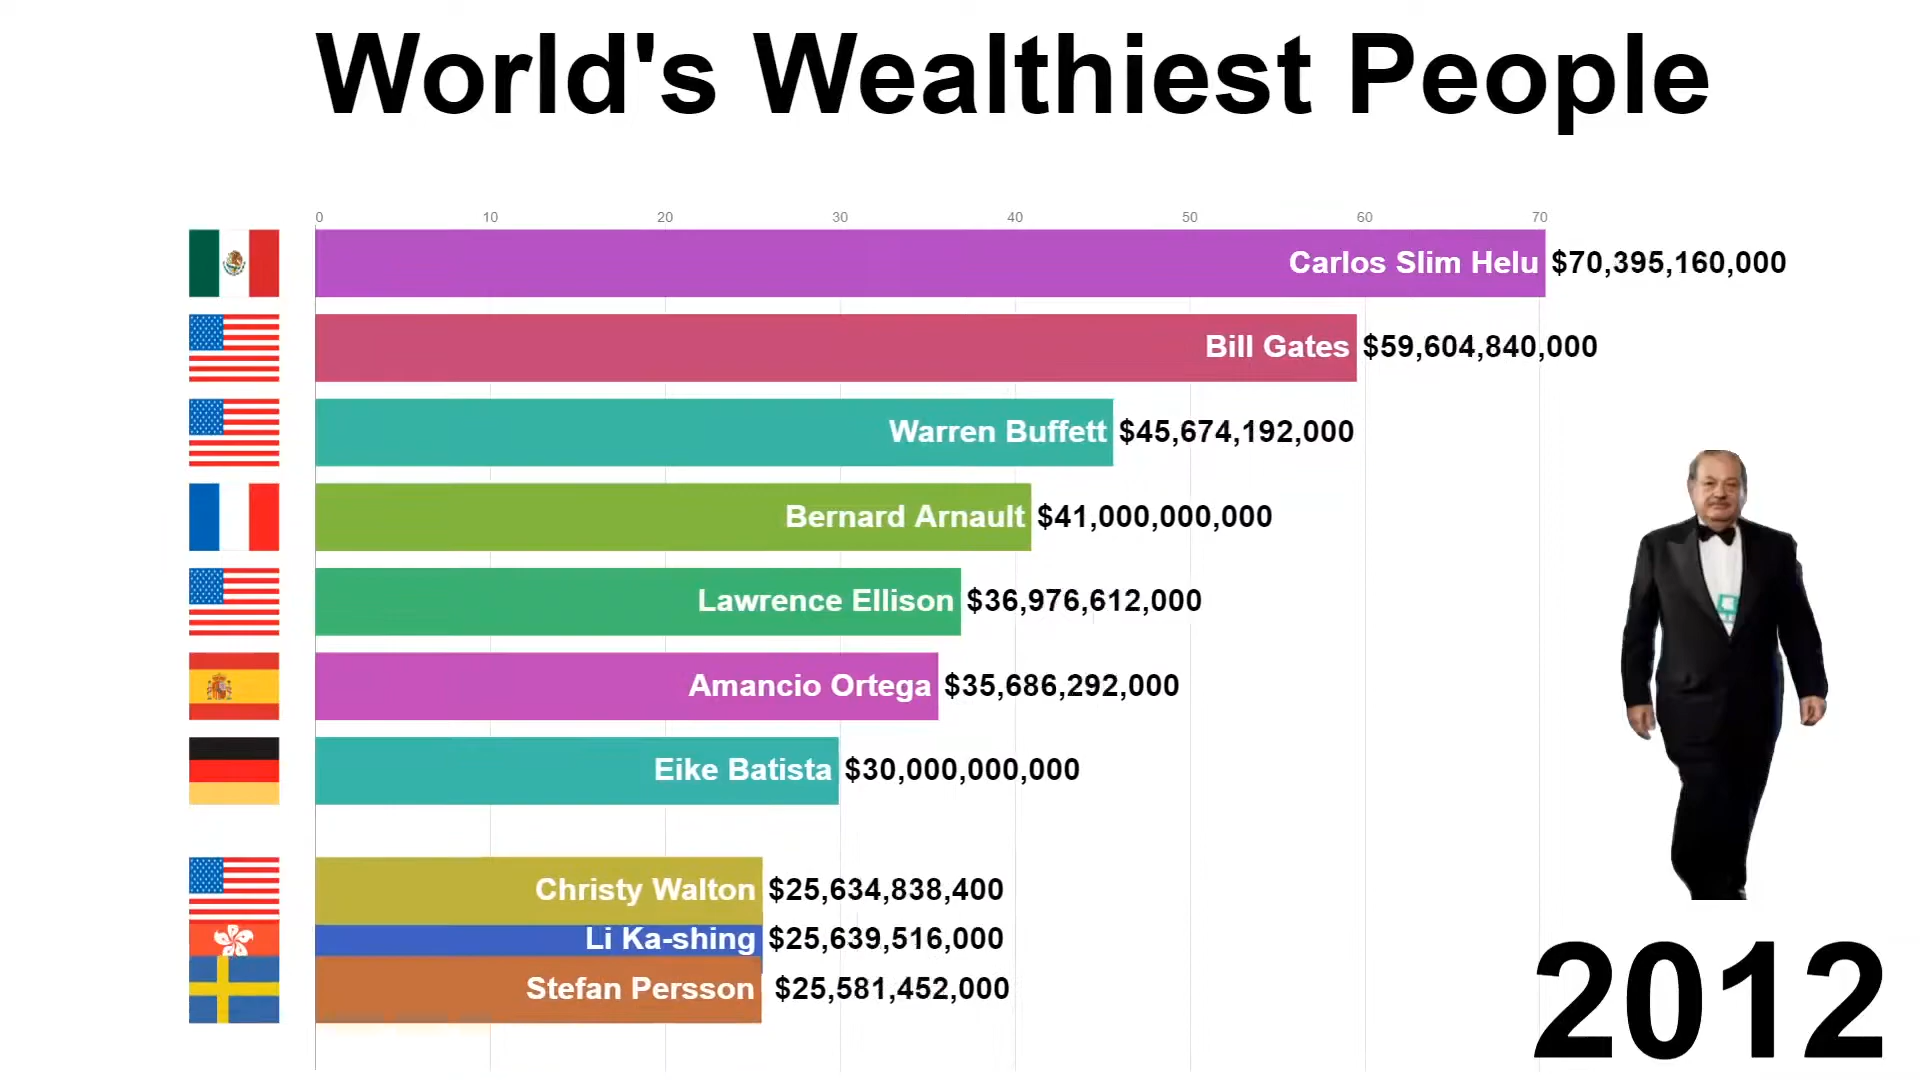 World's Wealthiest People
0 10 20 30 40 50 60 70
Carlos Slim Helu $70,395,160,000
Bill Gates $59,604,840,000
Warren Buffett $45,674,192,000
Bernard Arnault $41,000,000,000
Lawrence Ellison $36,976,612,000
Amancio Ortega $35,686,292,000
Eike Batista $30,000,000,000
Christy Walton $25,634,838,400
Li Ka-shing $25,639,516,000
Stefan Persson $25,581,452,000
2012